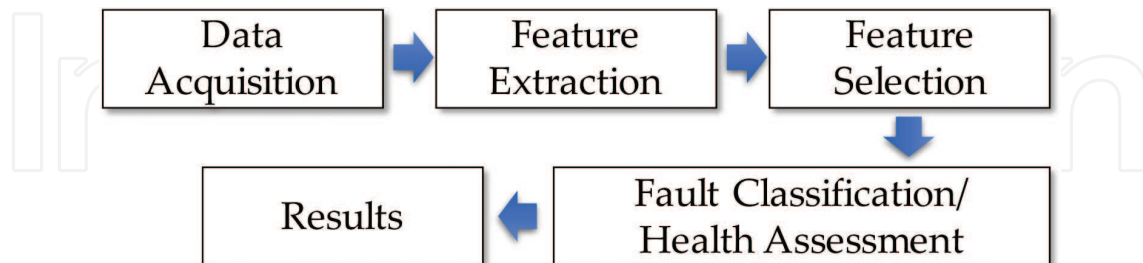 Data
Acquisition
Feature
Extraction
Feature
Selection
Fault Classification/
Health Assessment
Results